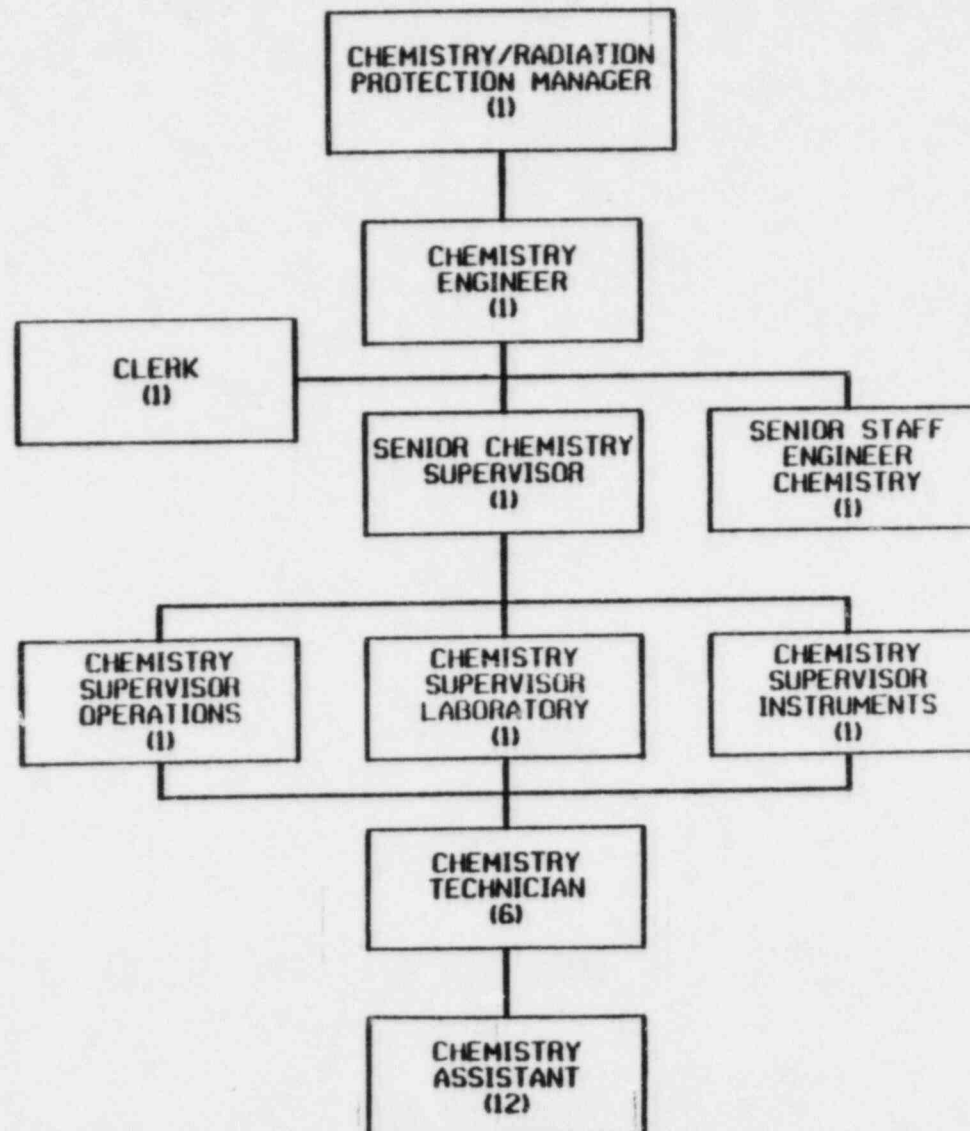 CHEMISTRY/RADIATION
PROTECTION MANAGER
(1)
CHEMISTRY
ENGINEER
(1)
CLERK
(1)
SENIOR CHEMISTRY
SUPERVISOR
(1)
SENIOR STAFF
ENGINEER
CHEMISTRY
(1)
CHEMISTRY
SUPERVISOR
OPERATIONS
(1)
CHEMISTRY
SUPERVISOR
LABORATORY
(1)
CHEMISTRY
SUPERVISOR
INSTRUMENTS
(1)
CHEMISTRY
TECHNICIAN
(6)
CHEMISTRY
ASSISTANT
(12)